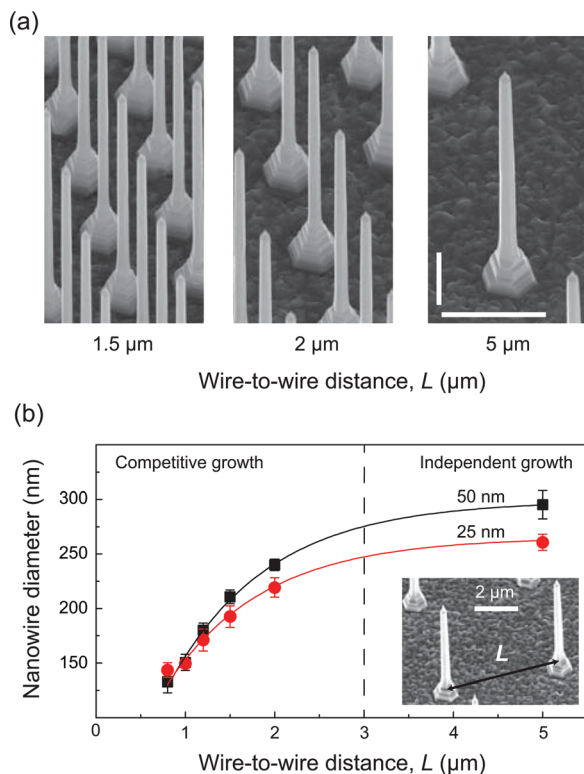 (a)
1.5 µm
2 µm
5 µm
Wire-to-wire distance, L (µm)
(b)
Competitive growth
Independent growth
Nanowire diameter (nm)
300
250
200
150
50 nm
25 nm
2 µm
L
0
1
2
3
4
5
Wire-to-wire distance, L (µm)